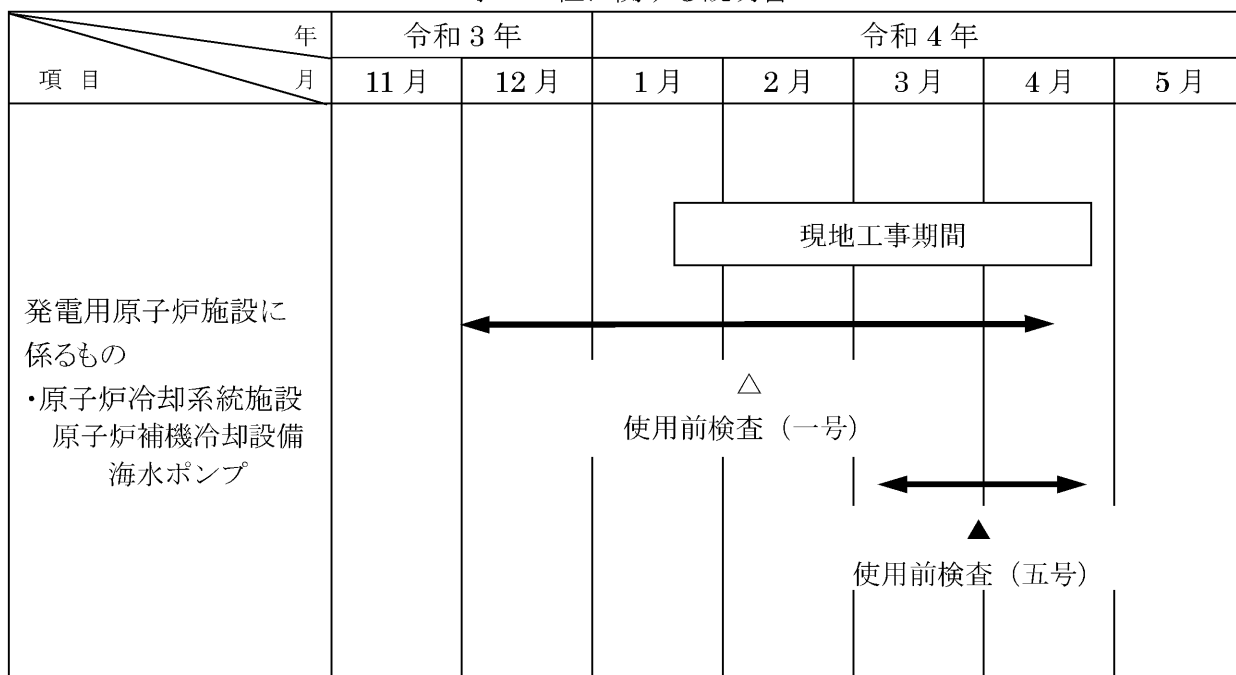 年
令和3年
令和4年
項目
月
11月
12月
1月
2月
3月
4月
5月
現地工事期間
発電用原子炉施設に
係るもの
・原子炉冷却系統施設
原子炉補機冷却設備
海水ポンプ
△
使用前検査（一号）
▲
使用前検査（五号）